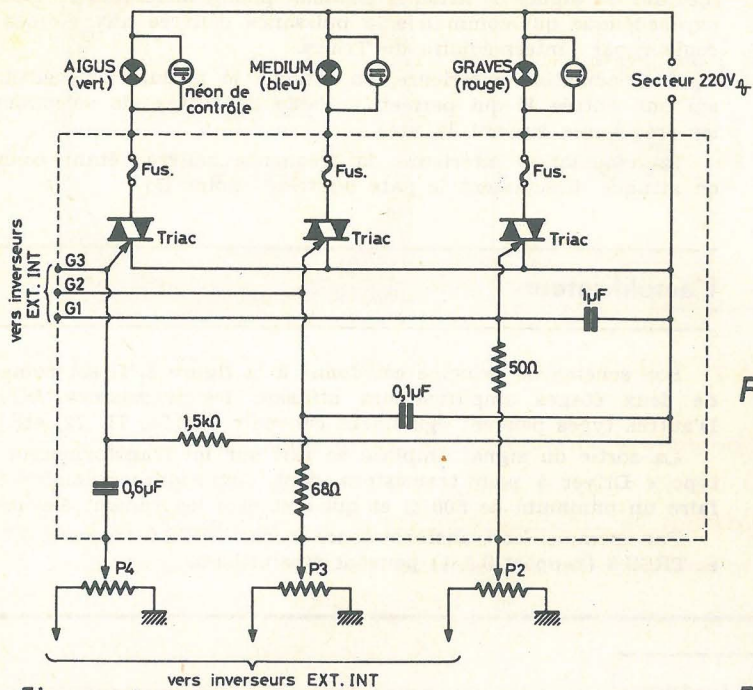 AIGUS
(vert)
néon de
contrôle
MEDIUM
(bleu)
GRAVES
(rouge)
Secteur 220V
Fus.
Fus.
Fus.
Triac
Triac
Triac
vers inverseurs
EXT. INT
G3
G2
G1
1µF
50Ω
0,1µF
1,5kΩ
0,6µF
68Ω
P4
P3
P2
vers inverseurs EXT. INT